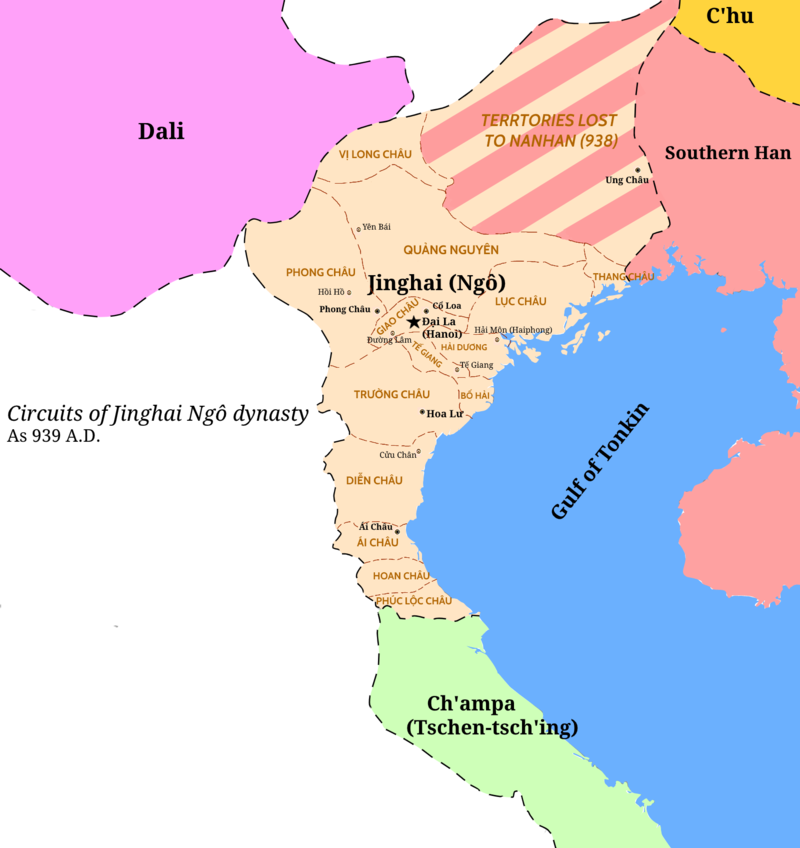 C'hu
Dali
TERRTORIES LOST
TO NANHAN (938)
VỊ LONG CHÂU
Southern Han
Ung Châu
Yên Bái
QUẢNG NGUYÊN
PHONG CHÂU
THANG CHÂU
Jinghai (Ngô)
Hồi Hồ
LỤC CHÂU
Phong Châu
Cổ Loa
GIAO CHÂU
Đại La
(Hanoi)
Hải Môn (Haiphong)
Đường Lâm
TẾ GIANG
HẢI DƯƠNG
Tế Giang
TRƯỜNG CHÂU
BỐ HẢI
Circuits of Jinghai Ngô dynasty
As 939 A.D.
Hoa Lư
Gulf of Tonkin
Cửu Chân
DIỄN CHÂU
Ái Châu
ÁI CHÂU
HOAN CHÂU
PHÚC LỘC CHÂU
Ch'ampa
(Tschen-tsch'ing)